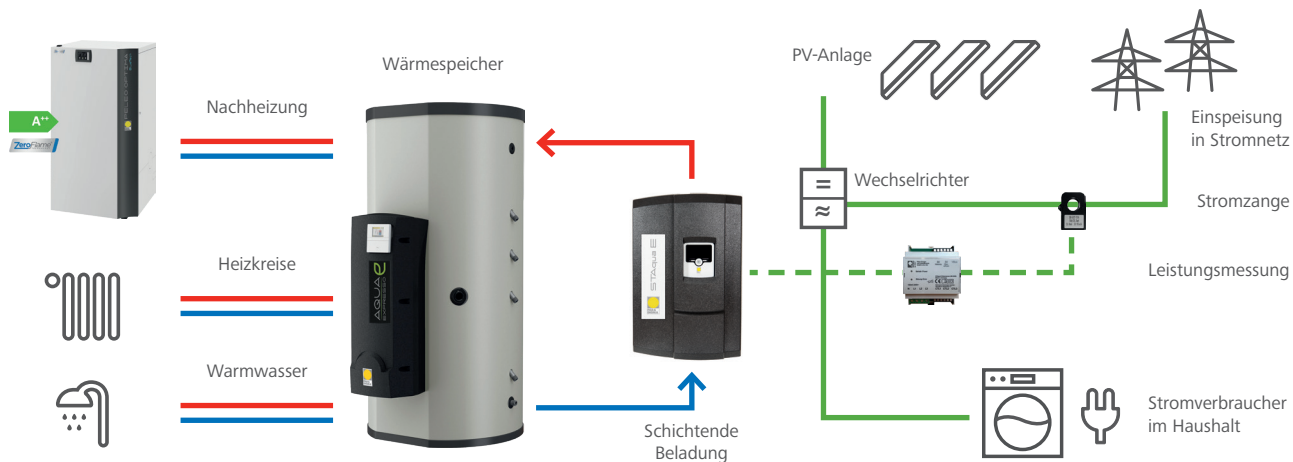 Wärmespeicher
PV-Anlage
Nachheizung
A++
ZeroFlame
Einspeisung
in Stromnetz
Wechselrichter
=
≈
Stromzange
STAqua E
AQUA e
EXPRESSO
Leistungsmessung
Heizkreise
Warmwasser
Schichtende
Beladung
Stromverbraucher
im Haushalt